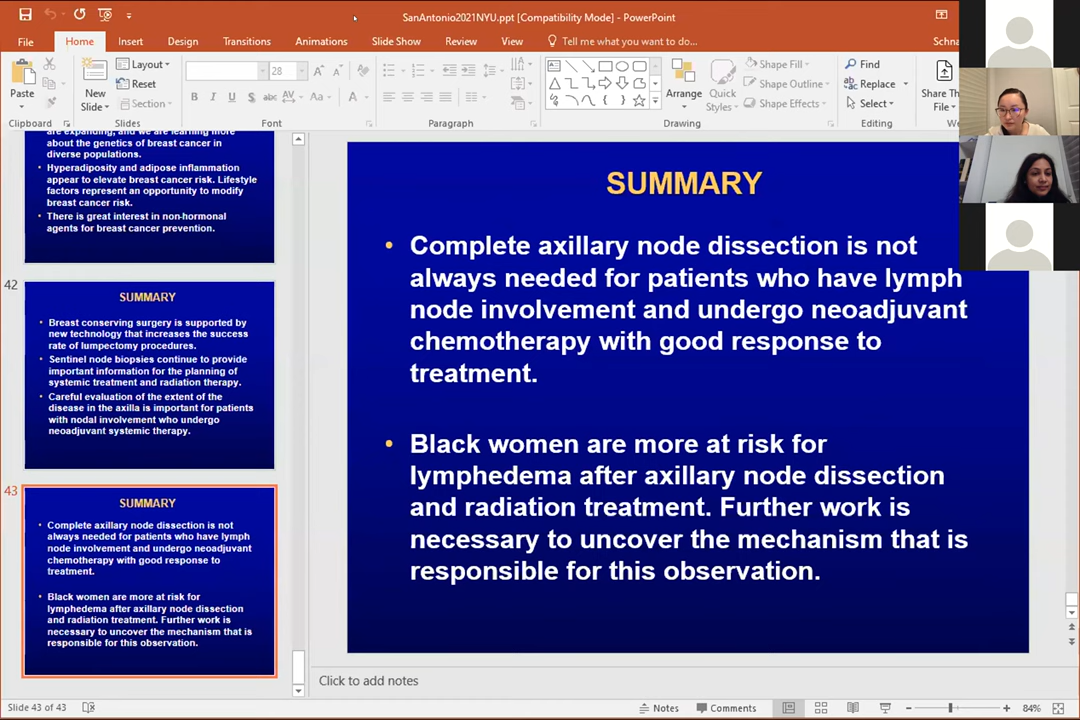 SanAntonio2021NYU.ppt [Compatibility Mode] - PowerPoint
File Home Insert Design Transitions Animations Slide Show Review View Tell me what you want to do...
Paste
Clipboard
New
Slide
Layout
Reset
Section
Slides
28
B I U S abc AV Aa A
Font
Paragraph
Arrange
Quick
Styles
Shape Fill
Shape Outline
Shape Effects
Drawing
Find
Replace
Select
Editing
Share
File
are expanding, and we are learning more
about the genetics of breast cancer in
diverse populations.
• Hyperadiposity and adipose inflammation
appear to elevate breast cancer risk. Lifestyle
factors represent an opportunity to modify
breast cancer risk.
• There is great interest in non-hormonal
agents for breast cancer prevention.
42
SUMMARY
• Breast conserving surgery is supported by
new technology that increases the success
rate of lumpectomy procedures.
• Sentinel node biopsies continue to provide
important information for the planning of
systemic treatment and radiation therapy.
• Careful evaluation of the extent of the
disease in the axilla is important for patients
with nodal involvement who undergo
neoadjuvant systemic therapy.
43
SUMMARY
• Complete axillary node dissection is not
always needed for patients who have lymph
node involvement and undergo neoadjuvant
chemotherapy with good response to
treatment.
• Black women are more at risk for
lymphedema after axillary node dissection
and radiation treatment. Further work is
necessary to uncover the mechanism that is
responsible for this observation.
SUMMARY
• Complete axillary node dissection is not
always needed for patients who have lymph
node involvement and undergo neoadjuvant
chemotherapy with good response to
treatment.
• Black women are more at risk for
lymphedema after axillary node dissection
and radiation treatment. Further work is
necessary to uncover the mechanism that is
responsible for this observation.
Click to add notes
Slide 43 of 43
Notes Comments 84%